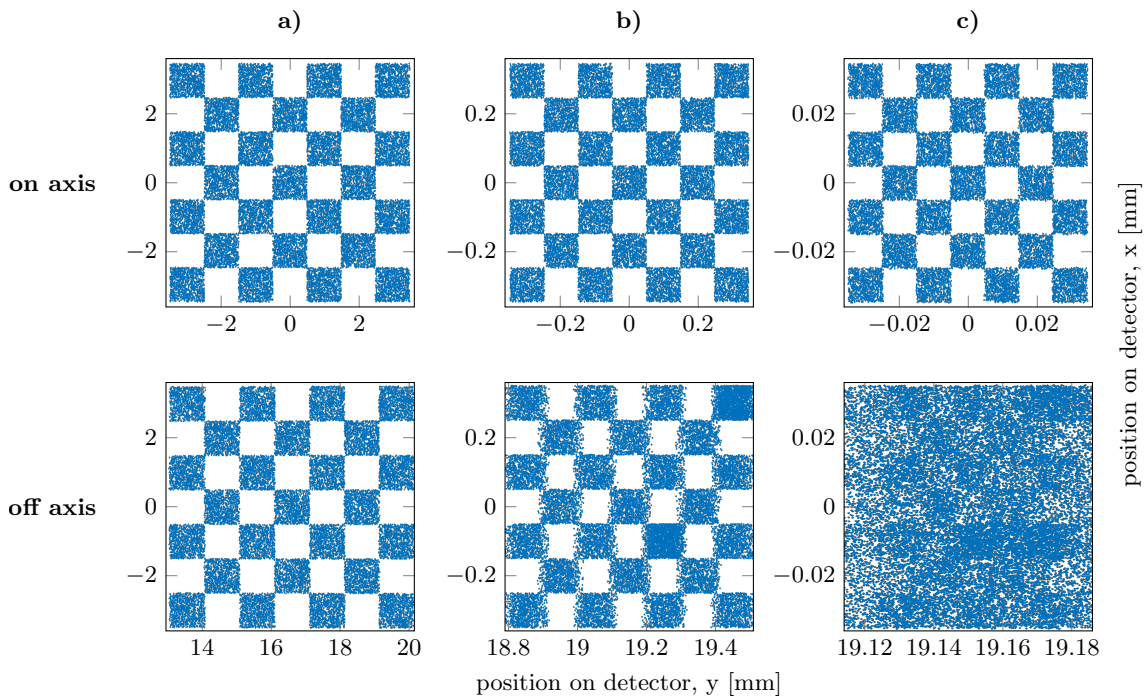 a) b) c)
on axis
2
0
−2
−2 0 2
0.2
0
−0.2
−0.2 0 0.2
0.02
0
−0.02
−0.02 0 0.02
off axis
2
0
−2
14 16 18 20
0.2
0
−0.2
18.8 19 19.2 19.4
0.02
0
−0.02
19.12 19.14 19.16 19.18
position on detector, y [mm]
position on detector, x [mm]